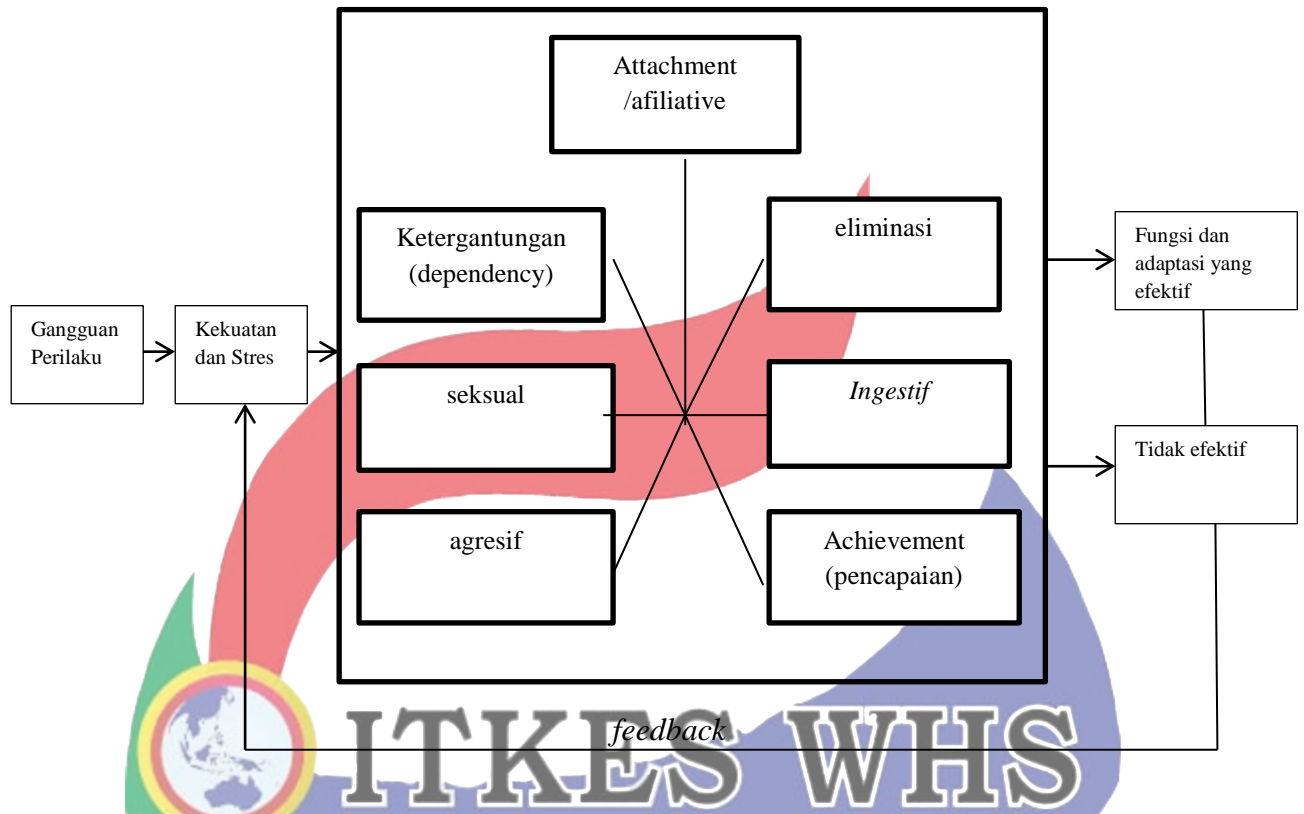 Attachment
/afiliative
Ketergantungan
(dependency)
eliminasi
Fungsi dan
adaptasi yang
efektif
Gangguan
Perilaku
Kekuatan
dan Stres
seksual
Ingestif
Tidak efektif
agresif
Achievement
(pencapaian)
feedback
ITKES WHS